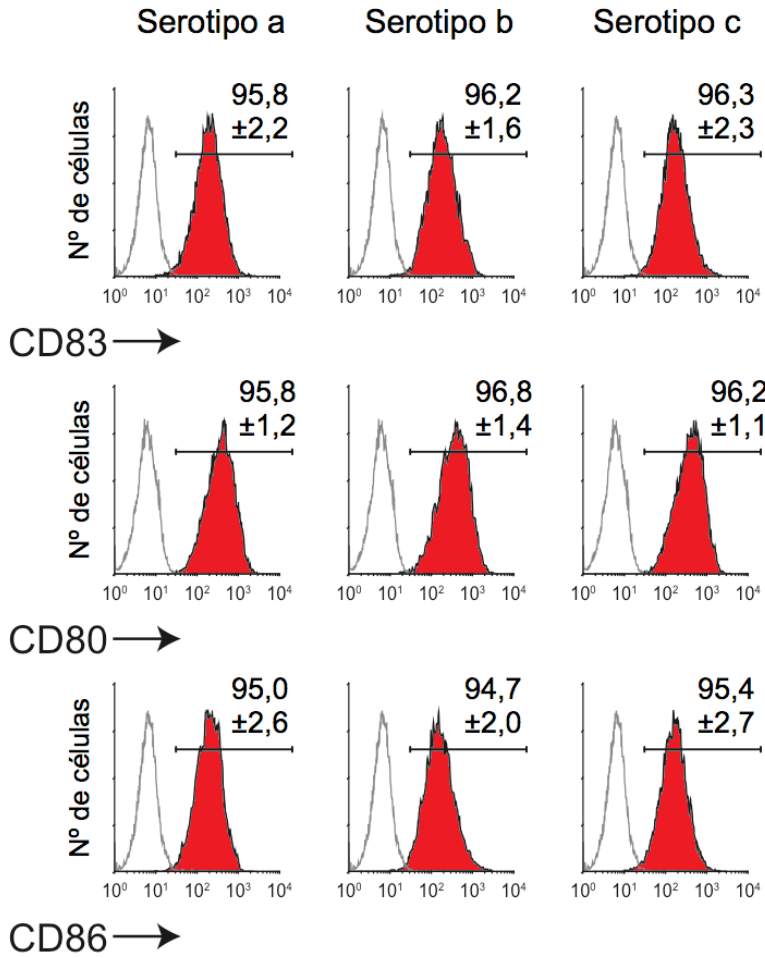 Serotipo a Serotipo b Serotipo c
95,8 96,2 96,3
±2,2 ±1,6 ±2,3
Nº de células
10⁰ 10¹ 10² 10³ 10⁴ 10⁰ 10¹ 10² 10³ 10⁴ 10⁰ 10¹ 10² 10³ 10⁴
CD83
95,8 96,8 96,2
±1,2 ±1,4 ±1,1
Nº de células
10⁰ 10¹ 10² 10³ 10⁴ 10⁰ 10¹ 10² 10³ 10⁴ 10⁰ 10¹ 10² 10³ 10⁴
CD80
95,0 94,7 95,4
±2,6 ±2,0 ±2,7
Nº de células
10⁰ 10¹ 10² 10³ 10⁴ 10⁰ 10¹ 10² 10³ 10⁴ 10⁰ 10¹ 10² 10³ 10⁴
CD86